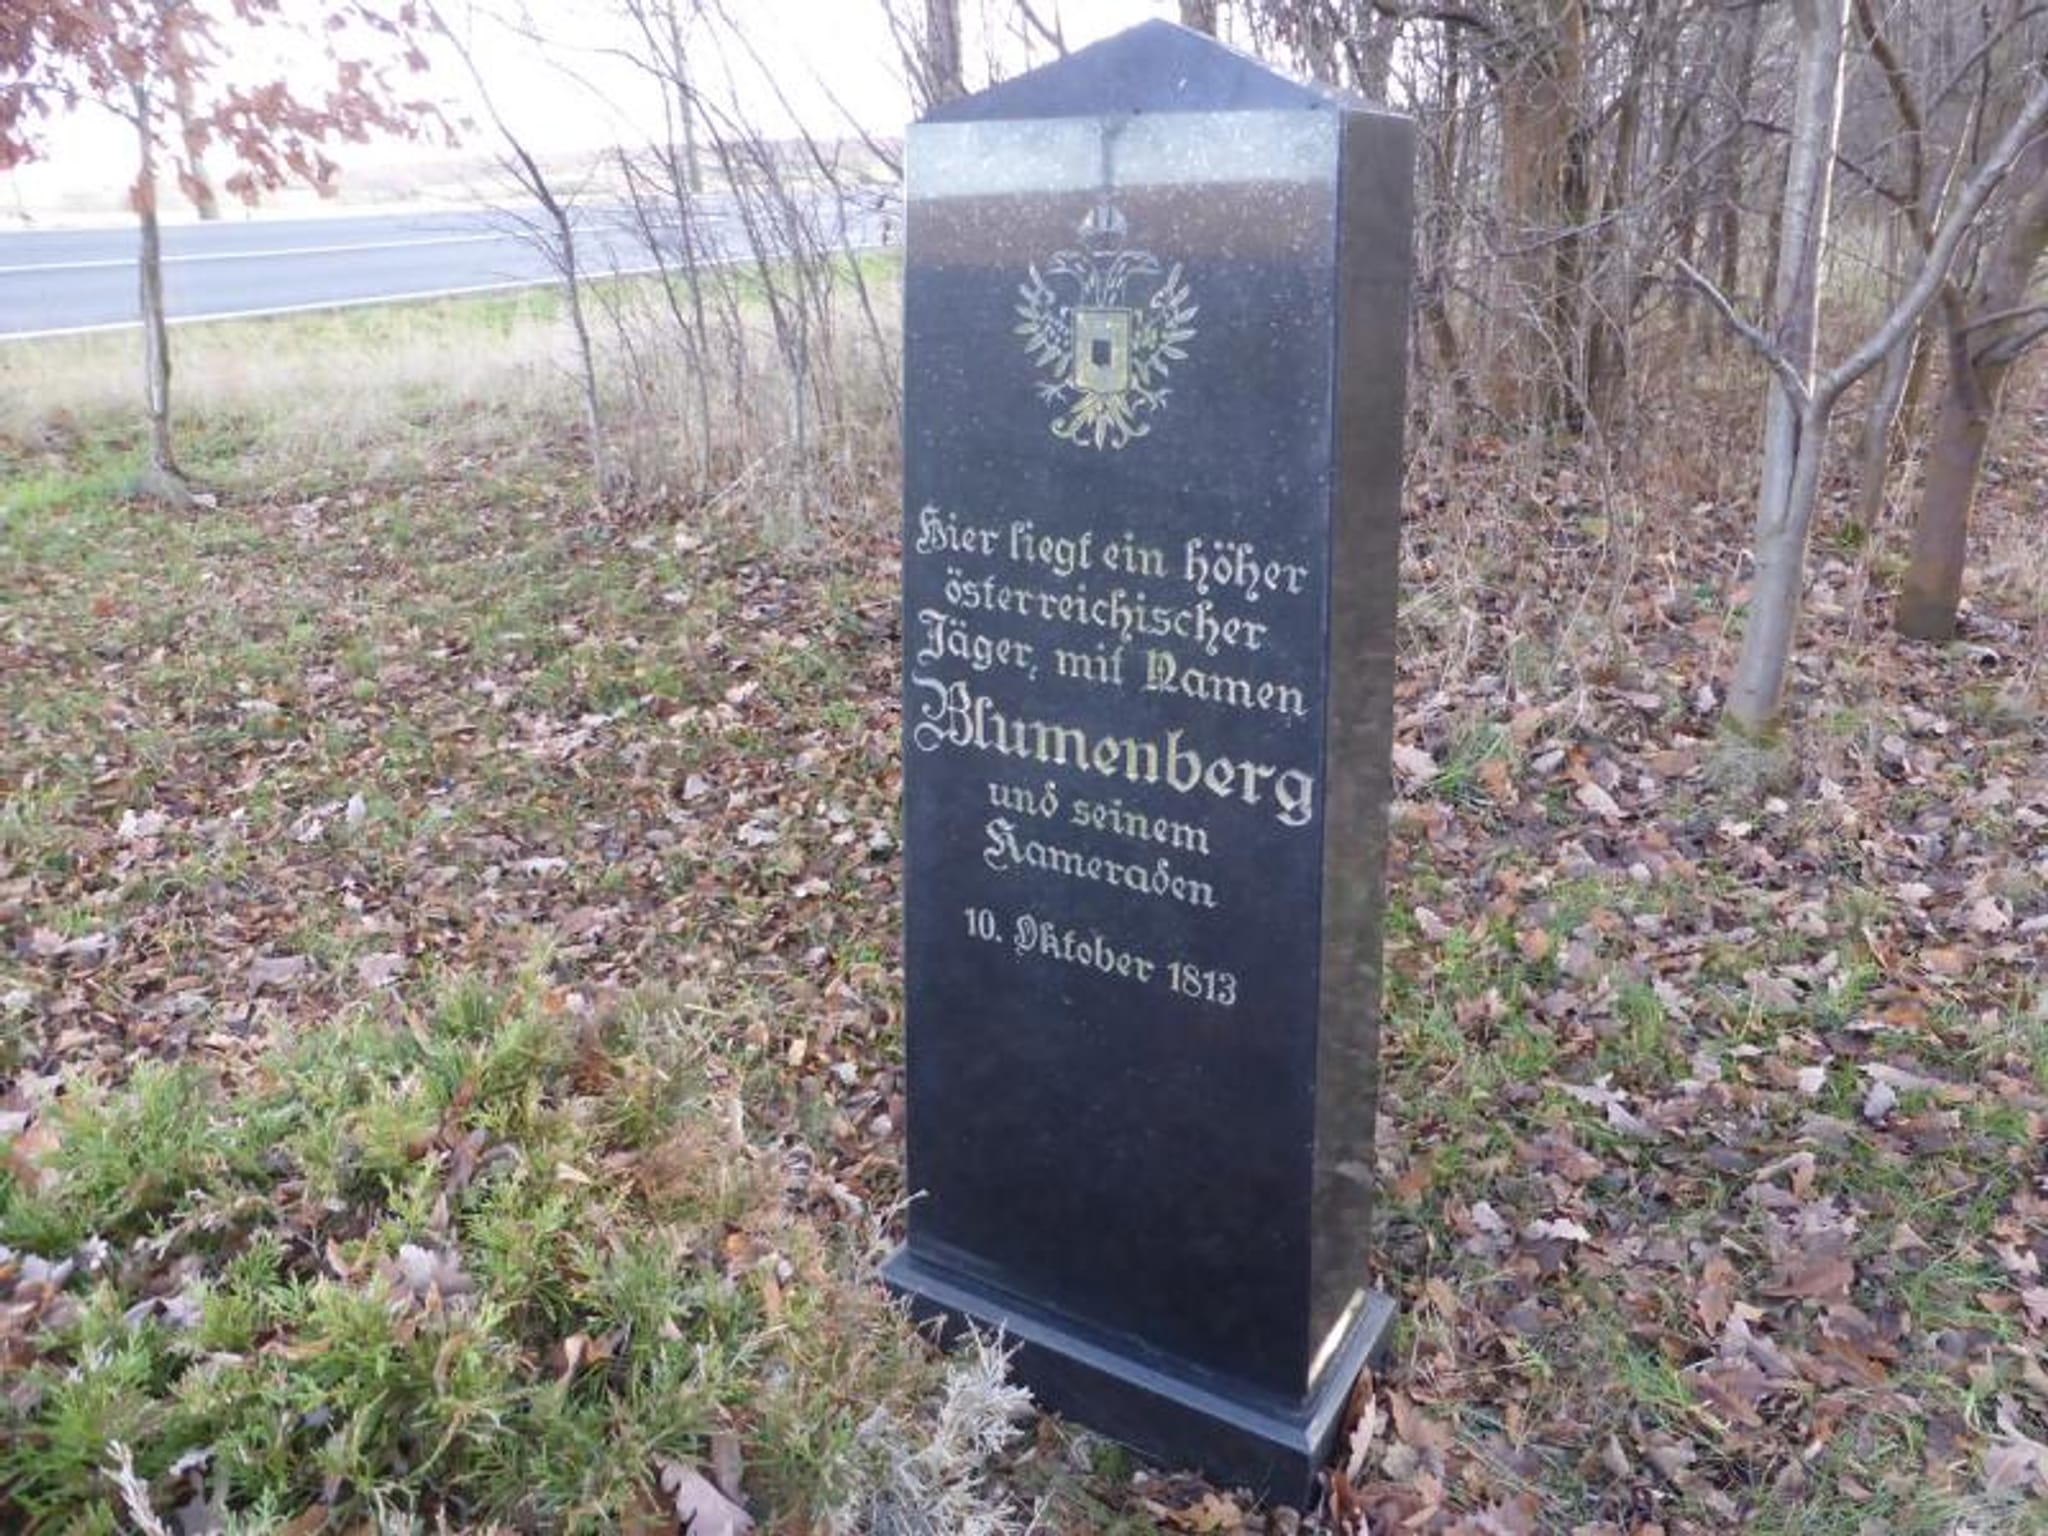 Hier liegt ein höher
österreichischer
Jäger, mit Namen
Blumenberg
und seinem
Kameraden
10. Oktober 1813